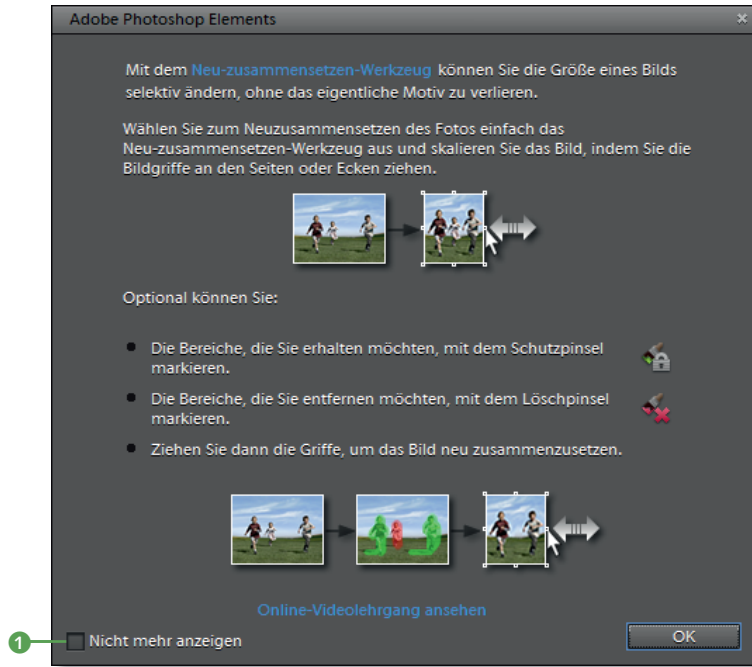 Adobe Photoshop Elements
Mit dem Neu-zusammensetzen-Werkzeug können Sie die Größe eines Bilds
selektiv ändern, ohne das eigentliche Motiv zu verlieren.
Wählen Sie zum Neuzusammensetzen des Fotos einfach das
Neu-zusammensetzen-Werkzeug aus und skalieren Sie das Bild, indem Sie die
Bildgriffe an den Seiten oder Ecken ziehen.
Optional können Sie:
Die Bereiche, die Sie erhalten möchten, mit dem Schutzpinsel
markieren.
Die Bereiche, die Sie entfernen möchten, mit dem Löschpinsel
markieren.
Ziehen Sie dann die Griffe, um das Bild neu zusammenzusetzen.
Online-Videolehrgang ansehen
1 Nicht mehr anzeigen
OK